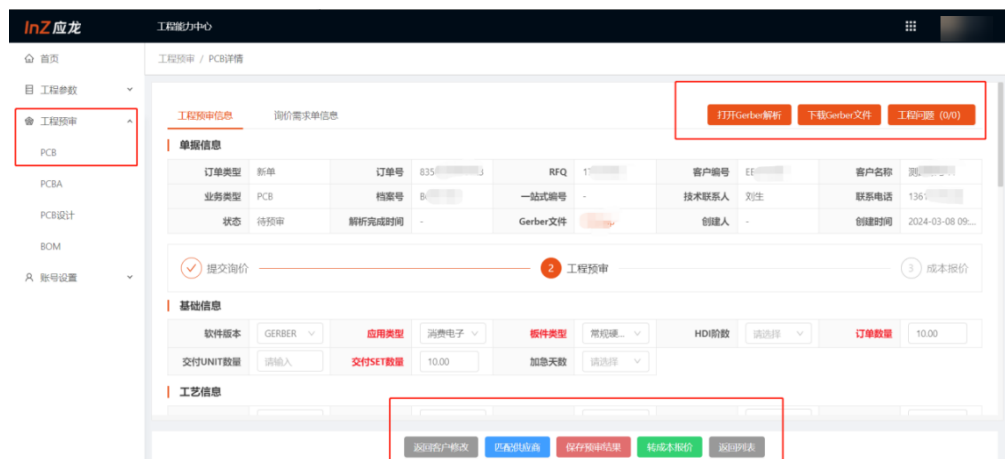 InZ应龙
工程能力中心
首页
工程预审 / PCB详情
工程参数
工程预审
PCB
PCBA
PCB设计
BOM
账号设置
工程预审信息 询价需求单信息
打开Gerber解析 下载Gerber文件 工程问题 (0/0)
单据信息
订单类型 新单 订单号 835 RFQ 客户编号 客户名称
业务类型 PCB 档案号 一站式编号 - 技术联系人 刘生 联系电话 1361
状态 待预审 解析完成时间 - Gerber文件 创建人 - 创建时间 2024-03-08 09:...
提交询价 2 工程预审 3 成本报价
基础信息
软件版本 GERBER 应用类型 消费电子 板件类型 常规硬... HDI阶数 请选择 订单数量 10.00
交付UNIT数量 请输入 交付SET数量 10.00 加急天数 请选择
工艺信息
返回客户修改 匹配供应商 保存预审结果 转成本报价 返回列表